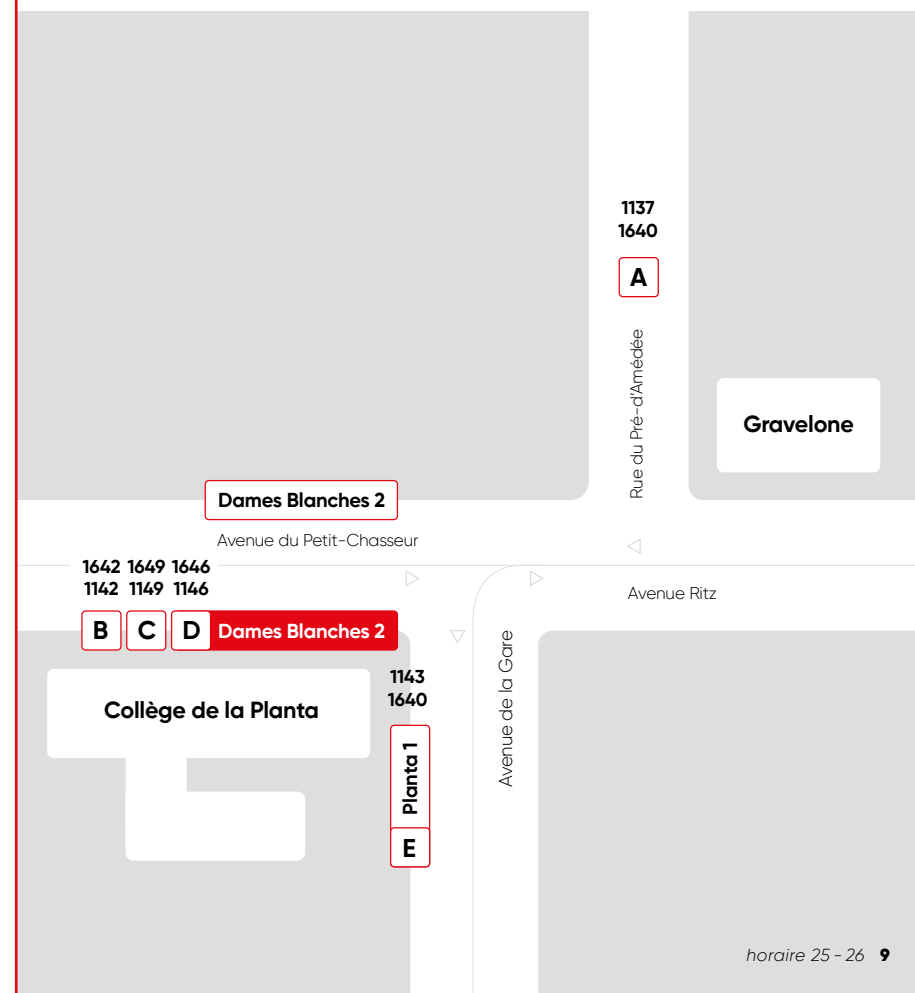 1137
1640
A
Rue du Pré-d'Amédée
Gravelone
Dames Blanches 2
Avenue du Petit-Chasseur
1642 1649 1646
1142 1149 1146
Avenue Ritz
B C D Dames Blanches 2
Avenue de la Gare
1143
1640
Collège de la Planta
Planta 1
E
horaire 25 - 26 9